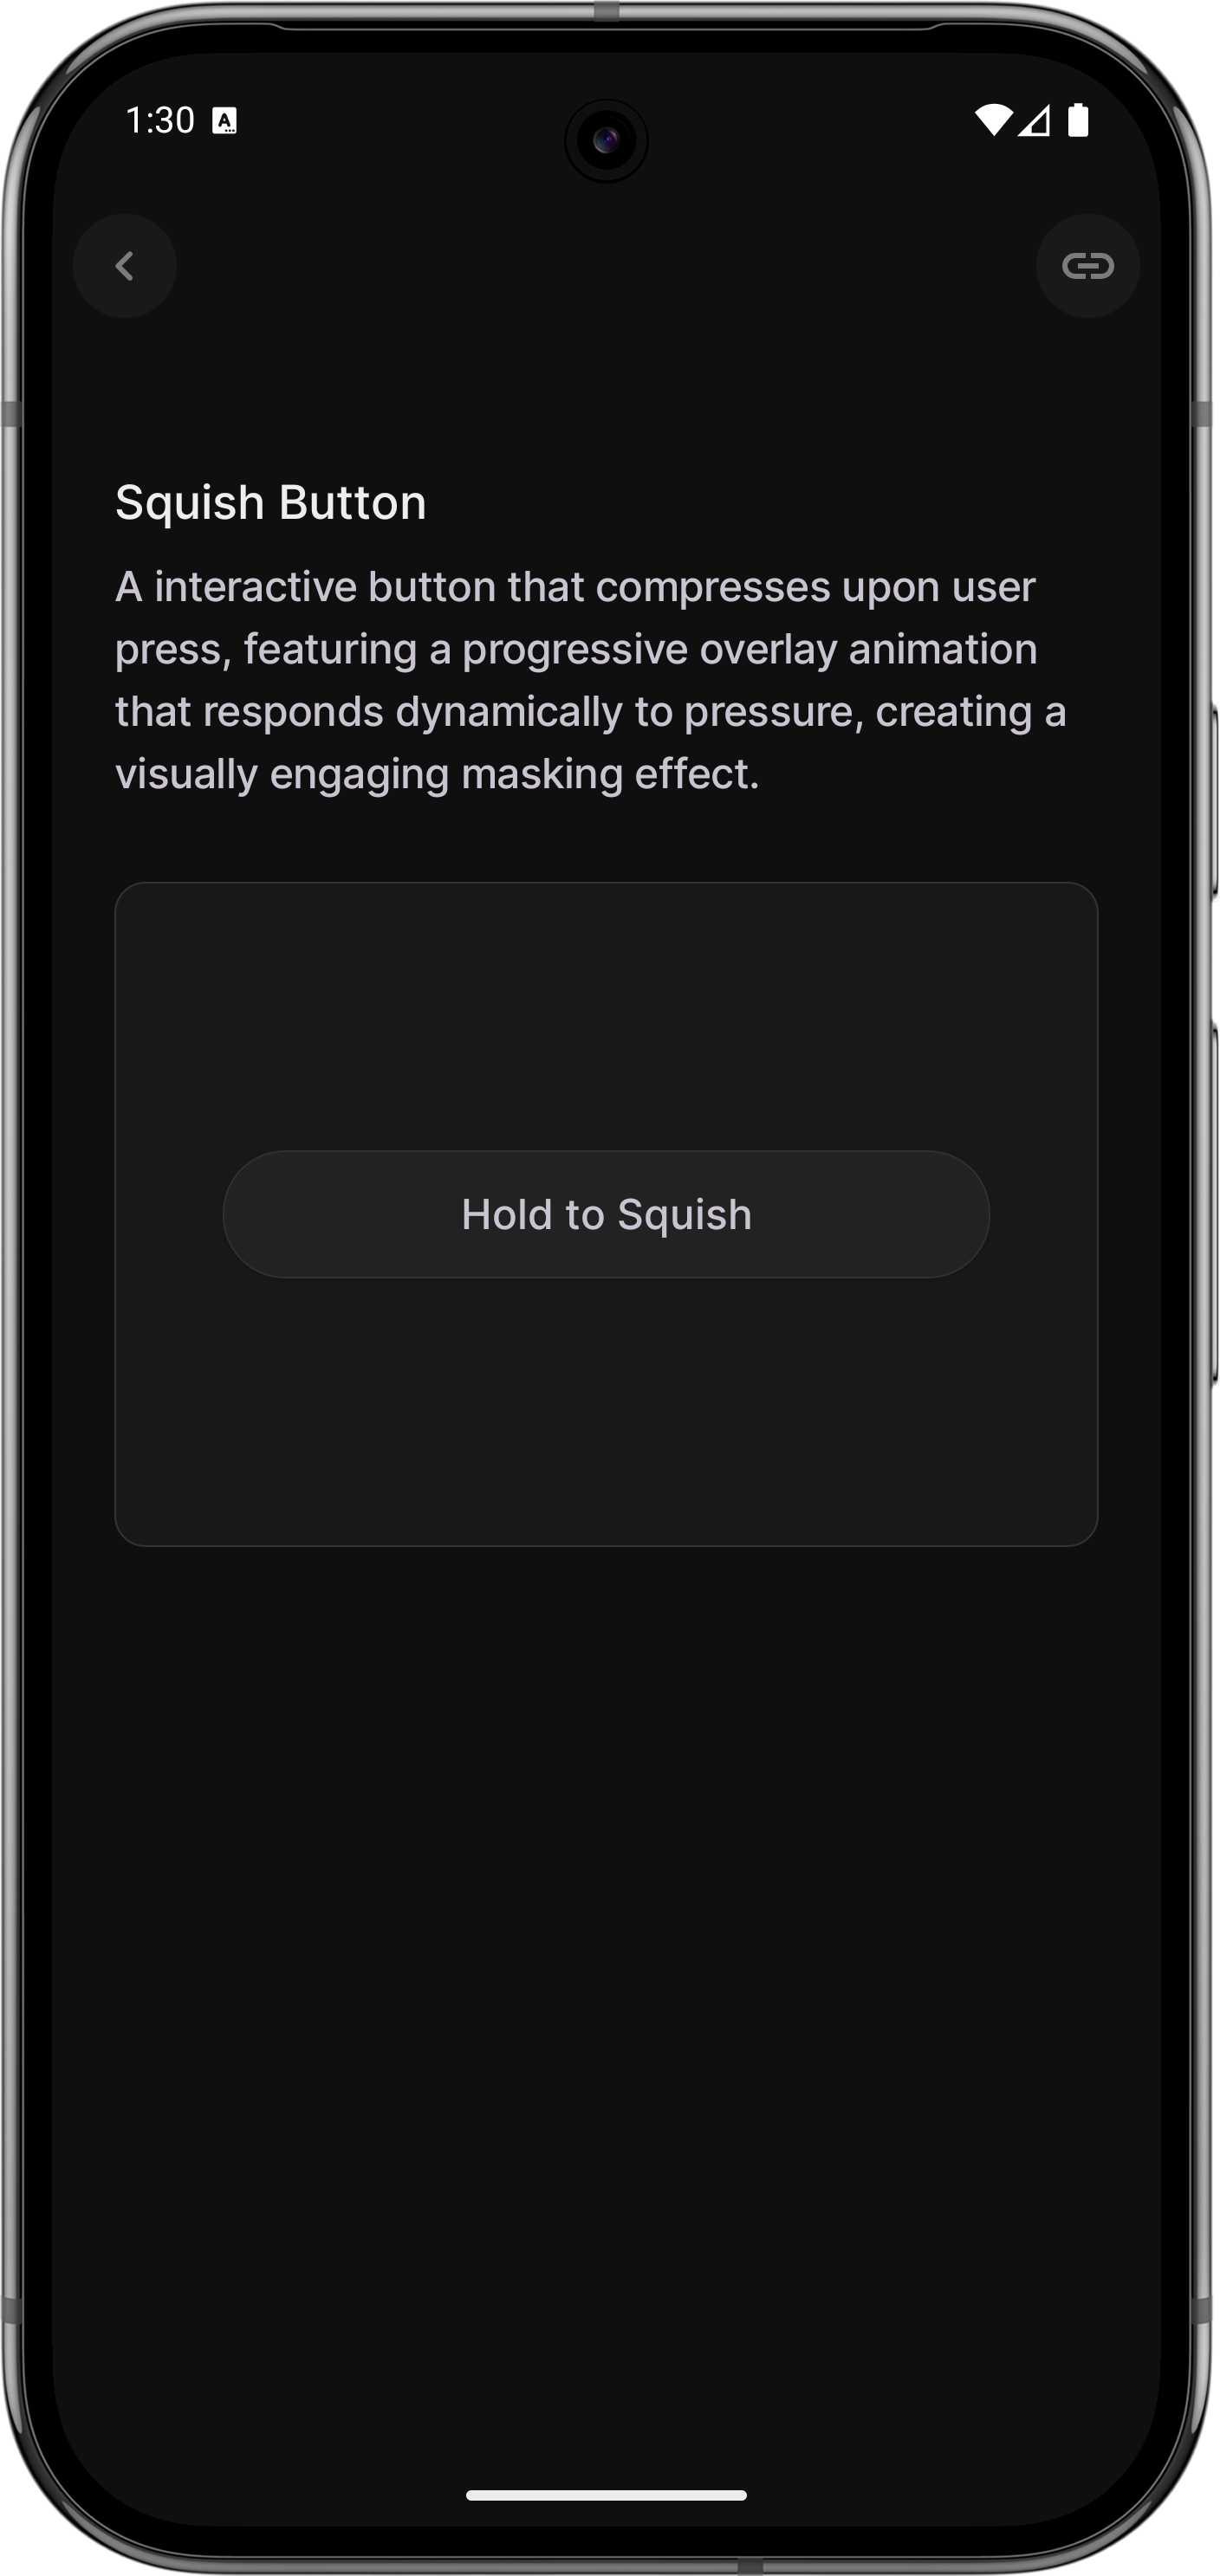 1:30 A
Squish Button
A interactive button that compresses upon user
press, featuring a progressive overlay animation
that responds dynamically to pressure, creating a
visually engaging masking effect.
Hold to Squish